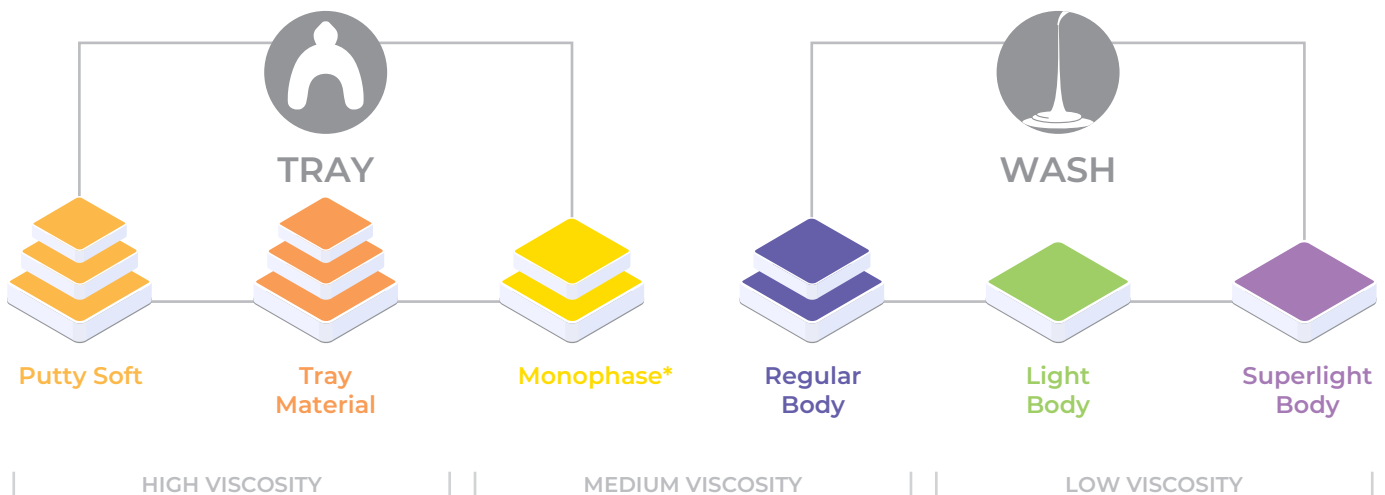 TRAY
WASH
Putty Soft
Tray
Material
Monophase*
Regular
Body
Light
Body
Superlight
Body
HIGH VISCOSITY
MEDIUM VISCOSITY
LOW VISCOSITY